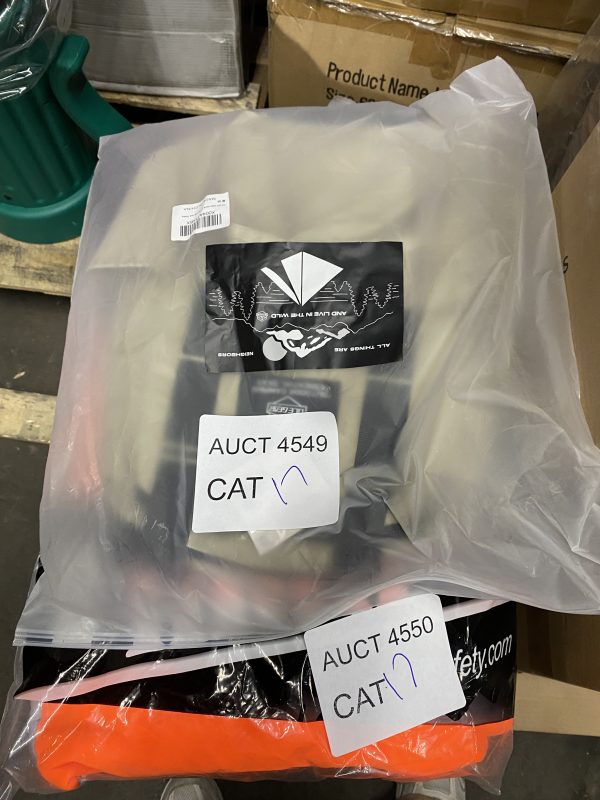 Product Name
AND LIVE IN THE WILD
ALL THINGS ARE
NEIGHBORS
AUCT 4549
CAT 17
AUCT 4550
CAT 17
fety.com